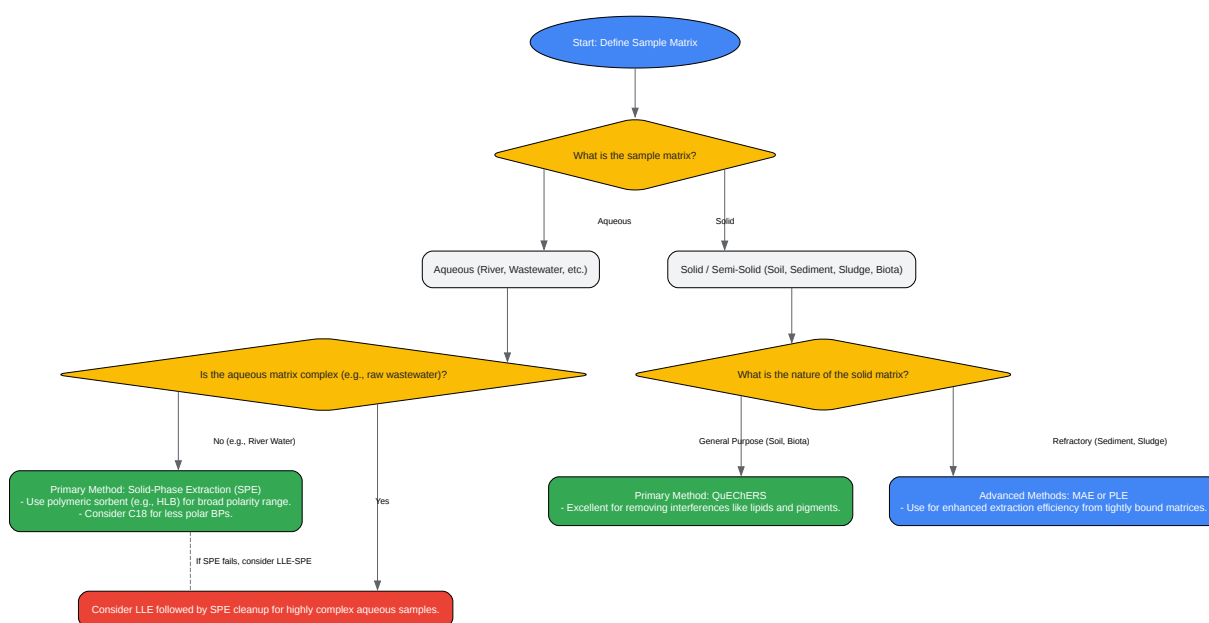 Start: Define Sample Matrix
What is the sample matrix?
Aqueous
Solid
Aqueous (River, Wastewater, etc.)
Solid / Semi-Solid (Soil, Sediment, Sludge, Biota)
Is the aqueous matrix complex (e.g., raw wastewater)?
What is the nature of the solid matrix?
No (e.g., River Water)
General Purpose (Soil, Biota)
Refractory (Sediment, Sludge)
Primary Method: Solid-Phase Extraction (SPE)
- Use polymeric sorbent (e.g., HLB) for broad polarity range.
- Consider C18 for less polar BPs.
Yes
Primary Method: QuEChERS
- Excellent for removing interferences like lipids and pigments.
Advanced Methods: MAE or PLE
- Use for enhanced extraction efficiency from tightly bound matrices.
If SPE fails, consider LLE-SPE
Consider LLE followed by SPE cleanup for highly complex aqueous samples.